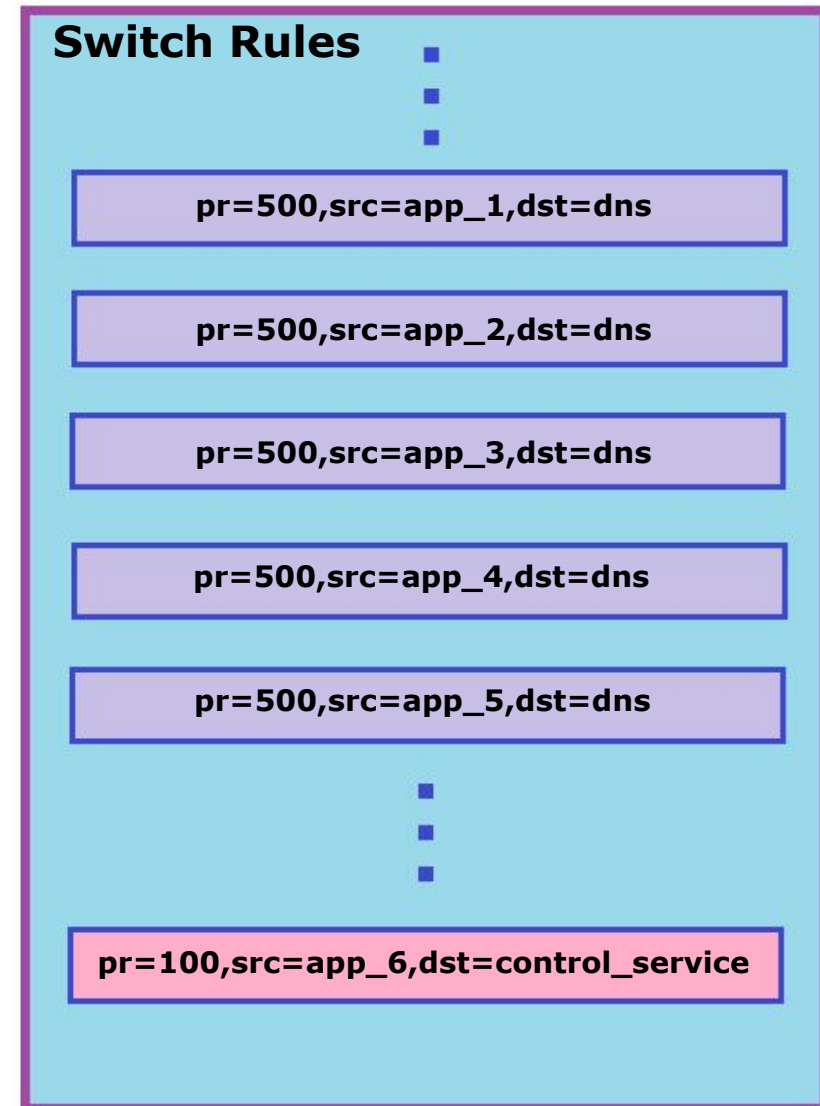 Switch Rules
pr=500,src=app_1,dst=dns
pr=500,src=app_2,dst=dns
pr=500,src=app_3,dst=dns
pr=500,src=app_4,dst=dns
pr=500,src=app_5,dst=dns
pr=100,src=app_6,dst=control_service